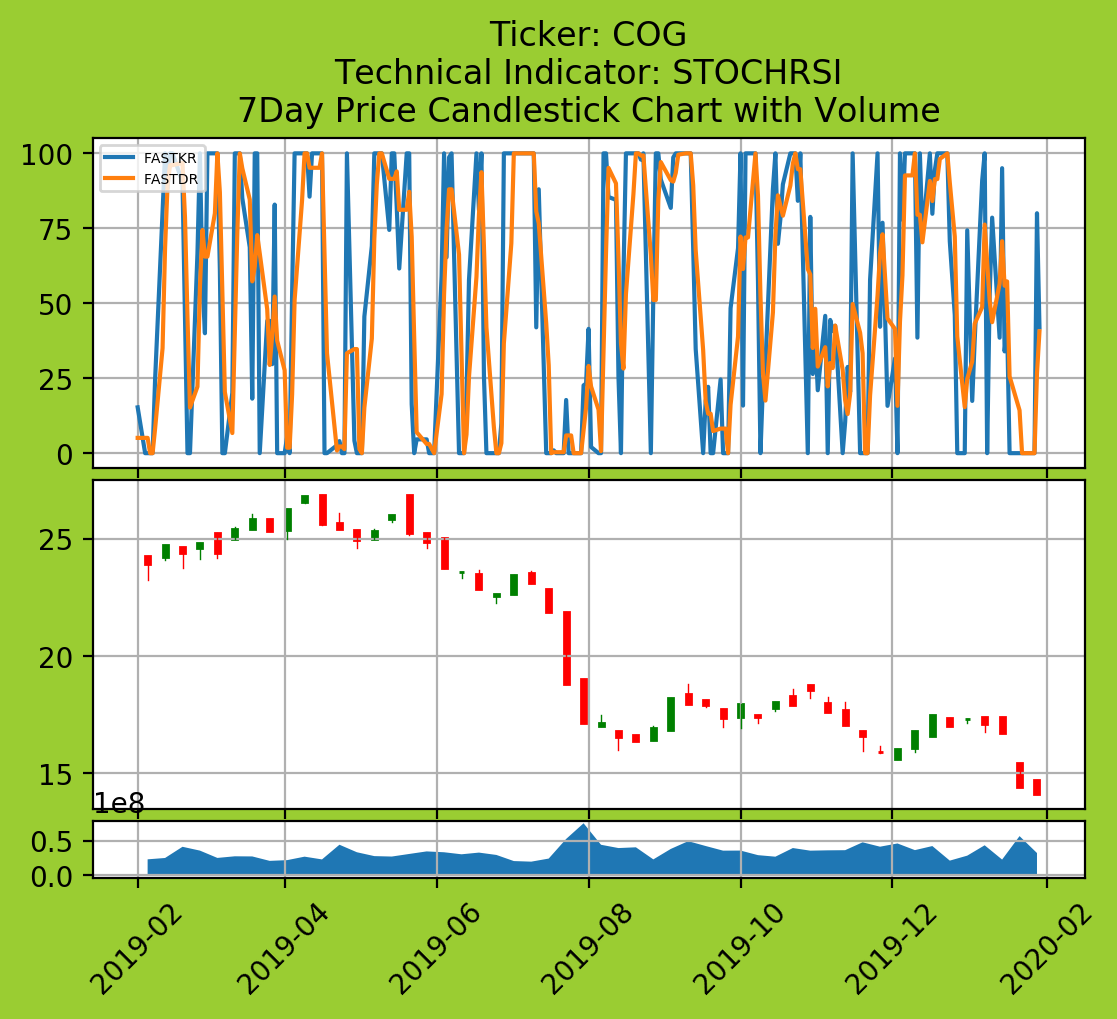 Ticker: COG
Technical Indicator: STOCHRSI
7Day Price Candlestick Chart with Volume
100
75
50
25
0
FASTKR
FASTDR
25
20
15
1e8
0.5
0.0
2019-02
2019-04
2019-06
2019-08
2019-10
2019-12
2020-02